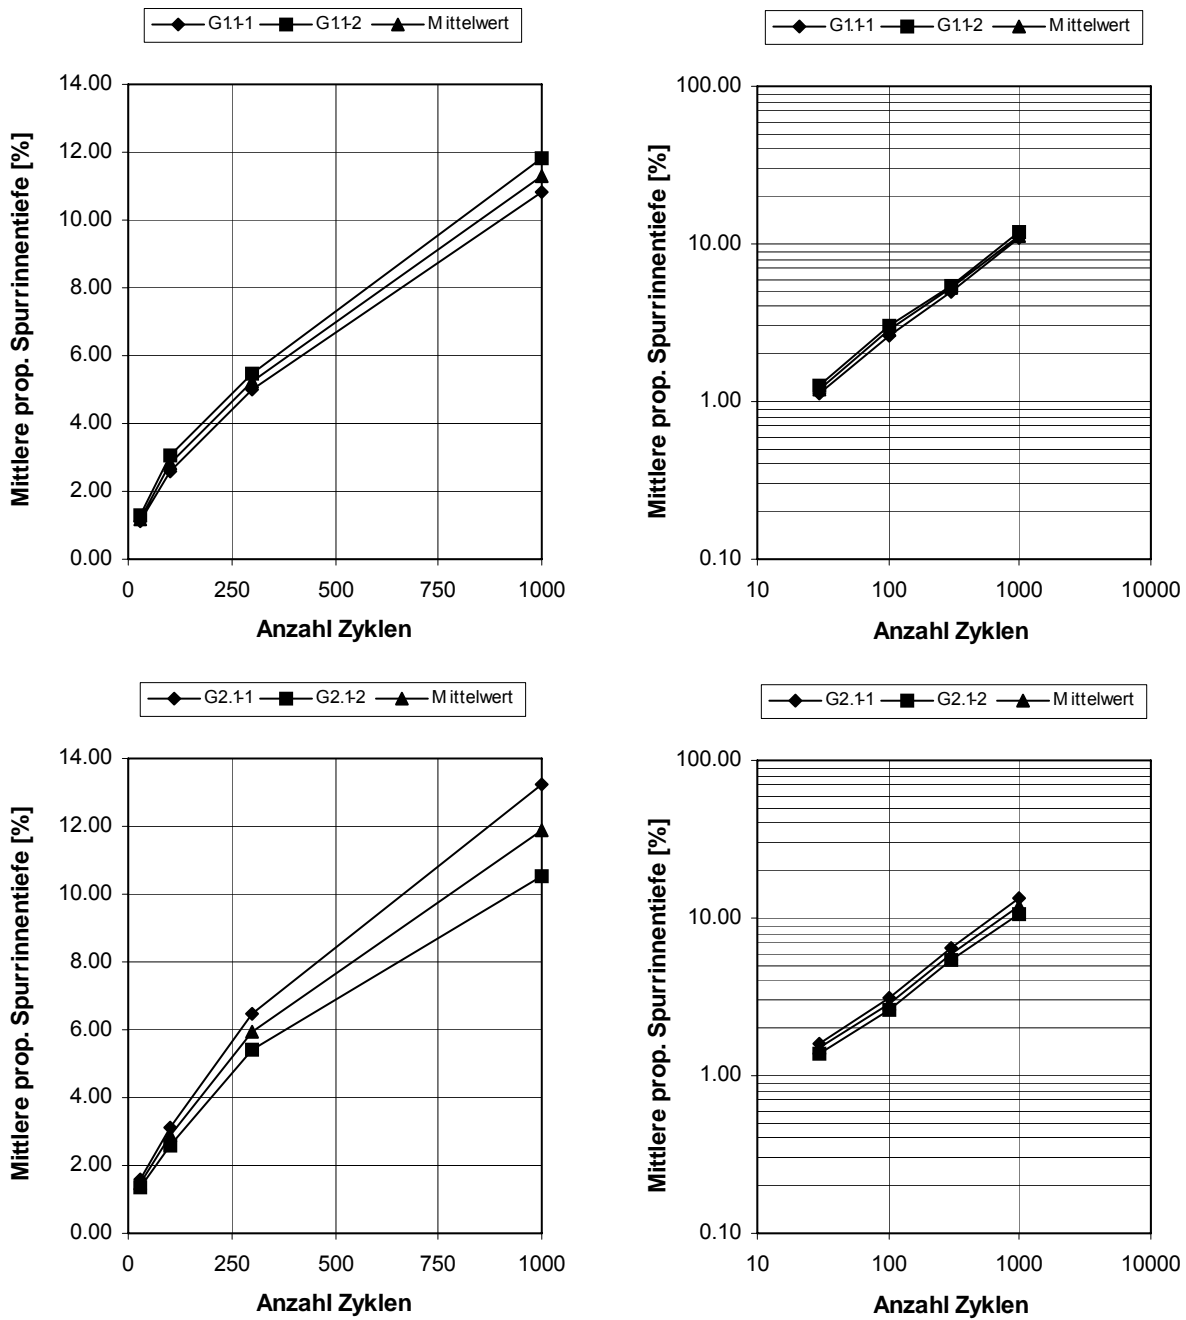 G1.1-1 G1.1-2 Mittelwert
14.00
12.00
10.00
8.00
6.00
4.00
2.00
0.00
Mittlere prop. Spurrinnentiefe [%]
0 250 500 750 1000
Anzahl Zyklen
G1.1-1 G1.1-2 Mittelwert
100.00
10.00
1.00
0.10
Mittlere prop. Spurrinnentiefe [%]
10 100 1000 10000
Anzahl Zyklen
G2.1-1 G2.1-2 Mittelwert
14.00
12.00
10.00
8.00
6.00
4.00
2.00
0.00
Mittlere prop. Spurrinnentiefe [%]
0 250 500 750 1000
Anzahl Zyklen
G2.1-1 G2.1-2 Mittelwert
100.00
10.00
1.00
0.10
Mittlere prop. Spurrinnentiefe [%]
10 100 1000 10000
Anzahl Zyklen